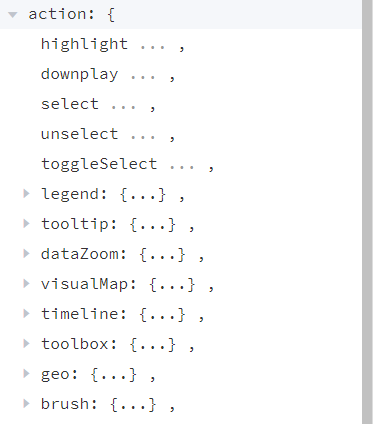 action: {
highlight ... ,
downplay ... ,
select ... ,
unselect ... ,
toggleSelect ... ,
legend: {...} ,
tooltip: {...} ,
dataZoom: {...} ,
visualMap: {...} ,
timeline: {...} ,
toolbox: {...} ,
geo: {...} ,
brush: {...} ,